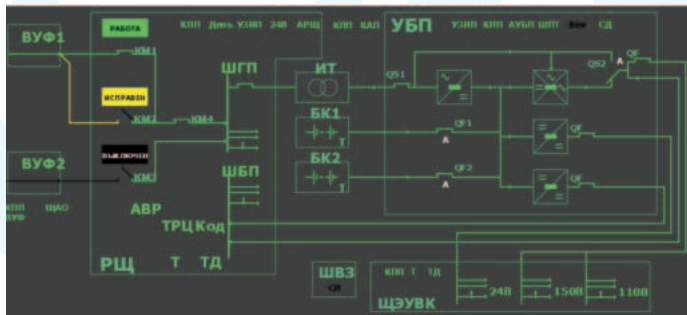 РАБОТА
КПП День УЗИП 24В АРЩ КПП КАП
УБП
УЗИП КПП АУБП ШПТ СД
ВУФ1
КМ1
ШГП
ИТ
QS1
QS2
А
QF
ИСПРАВЕН
КМ4
БК1
Т
QF1
А
QF
ВЫКЛЮЧЕН
ВУФ2
ШБП
БК2
Т
QF2
А
QF
КПП ЩАО
ВУФ
АВР
ТРЦ Код
РЩ
Т ТД
ШВЗ
СИ
КПП Т ТД
ЩЭУВК
24В
150В
110В